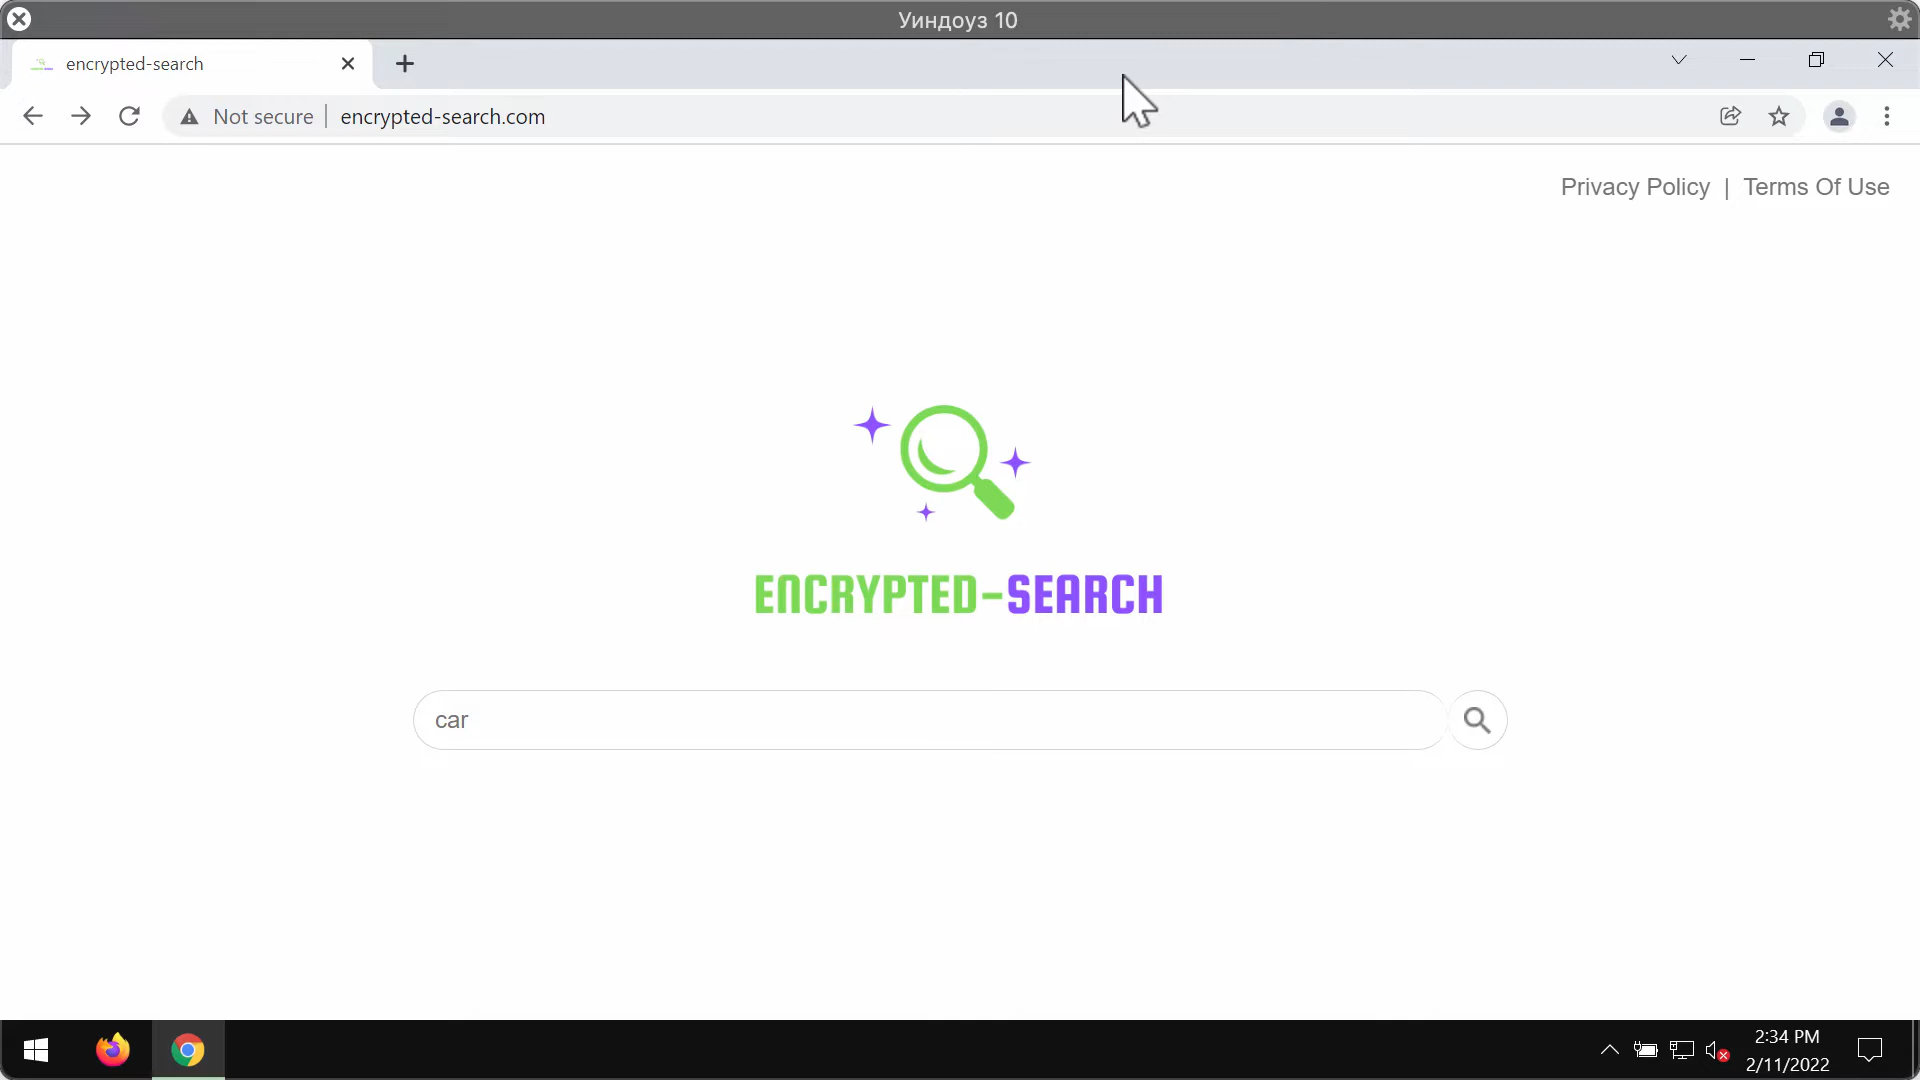 Уиндоуз 10
encrypted-search
Not secure
encrypted-search.com
Privacy Policy | Terms Of Use
ENCRYPTED-SEARCH
car
2:34 PM
2/11/2022